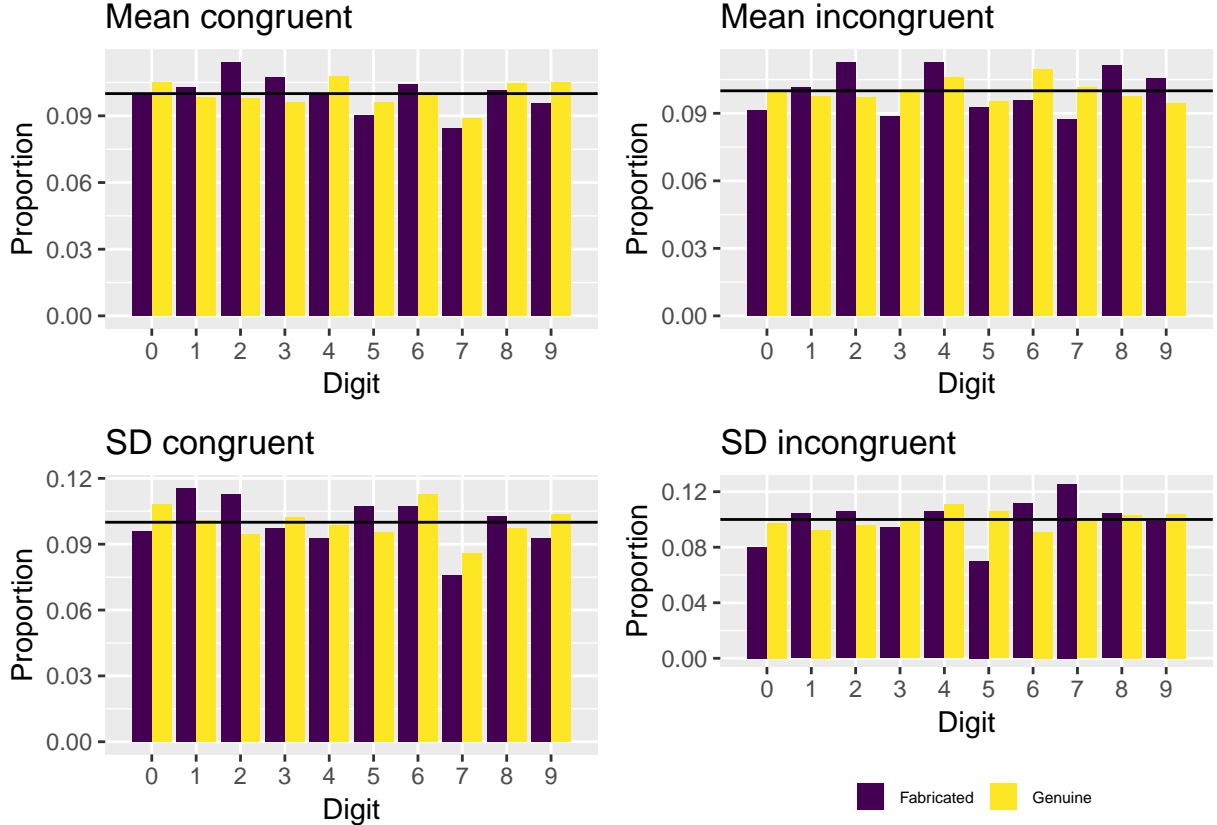 Mean congruent
Proportion
0.09
0.06
0.03
0.00
0 1 2 3 4 5 6 7 8 9
Digit
Mean incongruent
Proportion
0.09
0.06
0.03
0.00
0 1 2 3 4 5 6 7 8 9
Digit
SD congruent
Proportion
0.12
0.09
0.06
0.03
0.00
0 1 2 3 4 5 6 7 8 9
Digit
SD incongruent
Proportion
0.12
0.08
0.04
0.00
0 1 2 3 4 5 6 7 8 9
Digit
Fabricated Genuine